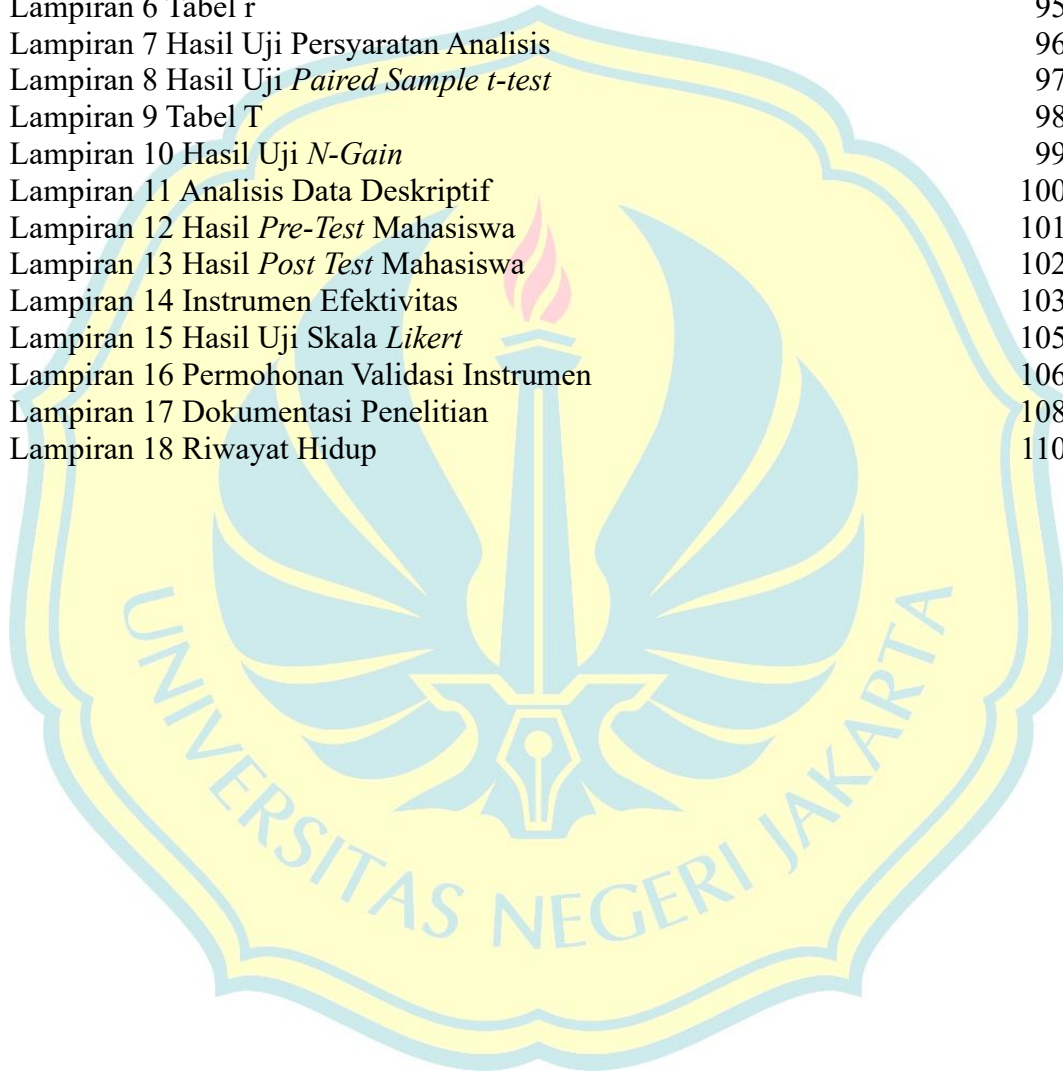 Lampiran 6 Tabel r 95
Lampiran 7 Hasil Uji Persyaratan Analisis 96
Lampiran 8 Hasil Uji Paired Sample t-test 97
Lampiran 9 Tabel T 98
Lampiran 10 Hasil Uji N-Gain 99
Lampiran 11 Analisis Data Deskriptif 100
Lampiran 12 Hasil Pre-Test Mahasiswa 101
Lampiran 13 Hasil Post Test Mahasiswa 102
Lampiran 14 Instrumen Efektivitas 103
Lampiran 15 Hasil Uji Skala Likert 105
Lampiran 16 Permohonan Validasi Instrumen 106
Lampiran 17 Dokumentasi Penelitian 108
Lampiran 18 Riwayat Hidup 110
UNIVERSITAS NEGERI JAKARTA